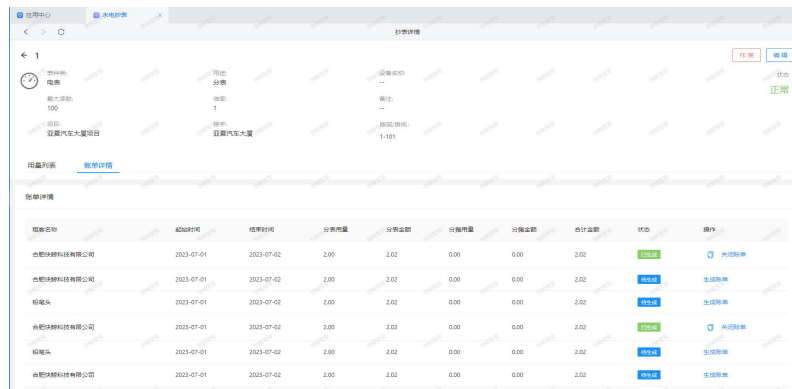 应用中心 水电抄表 ×
< > C 抄表详情
← 1 作废 编辑
表种类: 用途: 设备名称: 状态
电表 分表 -- 正常
最大读数: 倍率: 备注:
100 1 --
项目: 楼宇: 楼层/房间:
亚夏汽车大厦项目 亚夏汽车大厦 1-101
用量列表 账单详情
账单详情
租客名称 起始时间 结束时间 分表用量 分表金额 分摊用量 分摊金额 合计金额 状态 操作
合肥快鲸科技有限公司 2023-07-01 2023-07-02 2.00 2.02 0.00 0.00 2.02 已生成 关闭账单
合肥快鲸科技有限公司 2023-07-01 2023-07-02 2.00 2.02 0.00 0.00 2.02 待生成 生成账单
铅笔头 2023-07-01 2023-07-02 2.00 2.02 0.00 0.00 2.02 待生成 生成账单
合肥快鲸科技有限公司 2023-07-01 2023-07-02 2.00 2.02 0.00 0.00 2.02 已生成 关闭账单
铅笔头 2023-07-01 2023-07-02 2.00 2.02 0.00 0.00 2.02 待生成 生成账单
合肥快鲸科技有限公司 2023-07-01 2023-07-02 2.00 2.02 0.00 0.00 2.02 待生成 生成账单